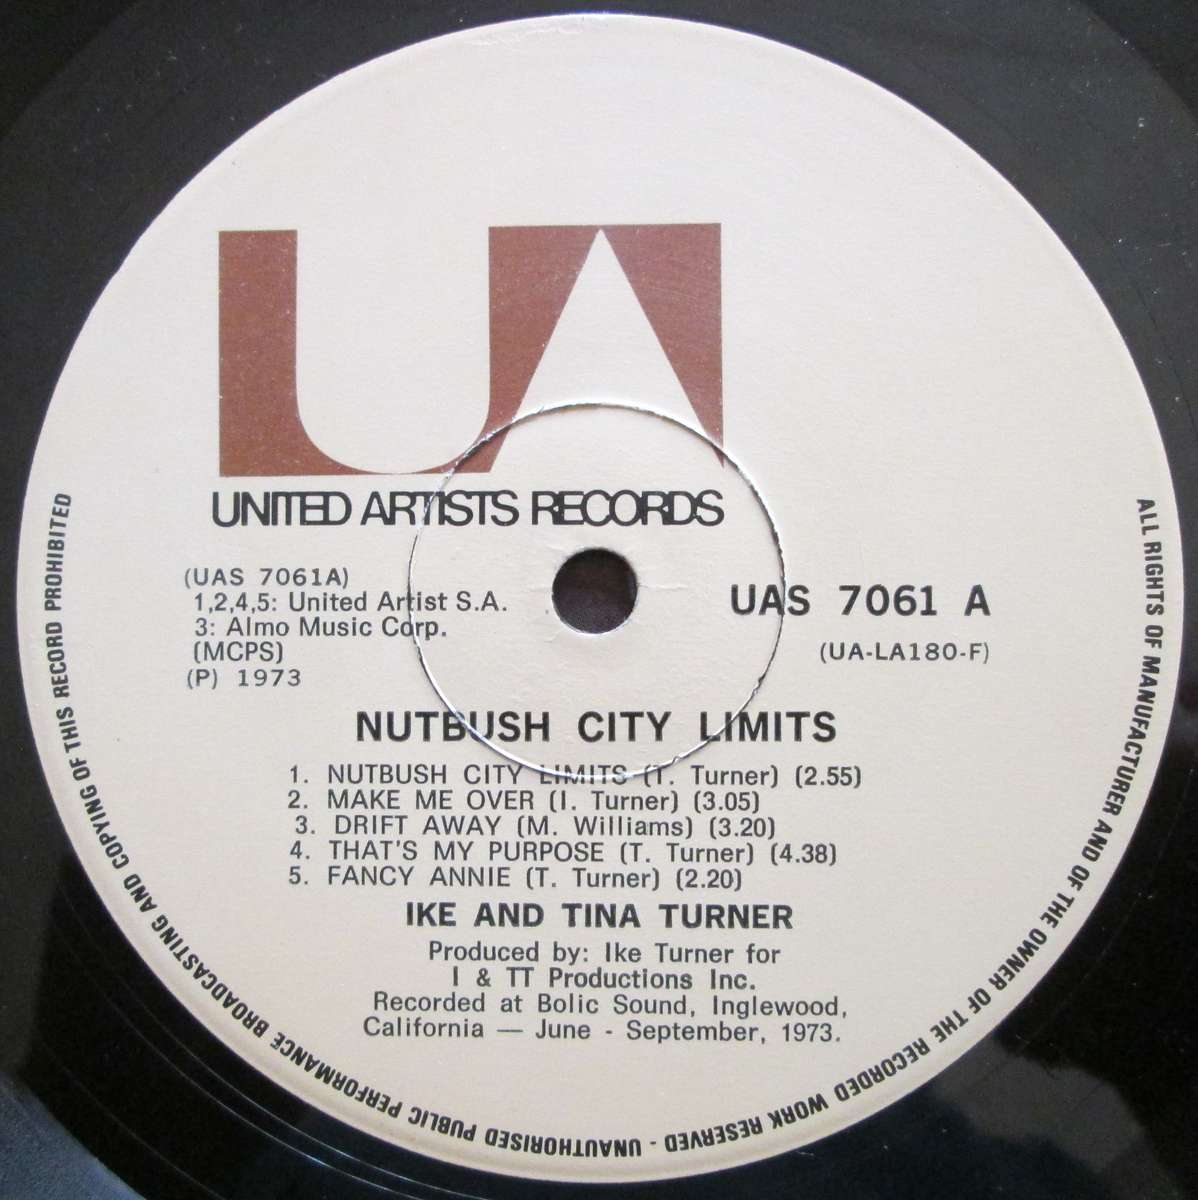 UA
UNITED ARTISTS RECORDS
(UAS 7061A)
1,2,4,5: United Artist S.A.
3: Almo Music Corp.
(MCPS)
(P) 1973
UAS 7061 A
(UA-LA180-F)
NUTBUSH CITY LIMITS
1. NUTBUSH CITY LIMITS (T. Turner) (2.55)
2. MAKE ME OVER (I. Turner) (3.05)
3. DRIFT AWAY (M. Williams) (3.20)
4. THAT'S MY PURPOSE (T. Turner) (4.38)
5. FANCY ANNIE (T. Turner) (2.20)
IKE AND TINA TURNER
Produced by: Ike Turner for
I & TT Productions Inc.
Recorded at Bolic Sound, Inglewood,
California — June - September, 1973.
ALL RIGHTS OF MANUFACTURER AND OF THE OWNER OF THE RECORDED WORK RESERVED - UNAUTHORISED PUBLIC PERFORMANCE BROADCASTING AND COPYING OF THIS RECORD PROHIBITED